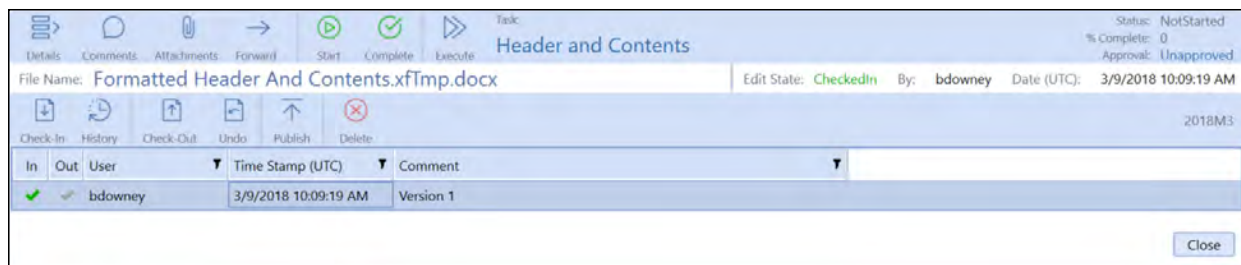 Details Comments Attachments Forward Start Complete Execute
Task:
Header and Contents
Status: NotStarted
% Complete: 0
Approval: Unapproved
File Name: Formatted Header And Contents.xfTmp.docx Edit State: CheckedIn By: bdowney Date (UTC): 3/9/2018 10:09:19 AM
Check-In History Check-Out Undo Publish Delete
2018M3
In Out User Time Stamp (UTC) Comment
bdowney 3/9/2018 10:09:19 AM Version 1
Close